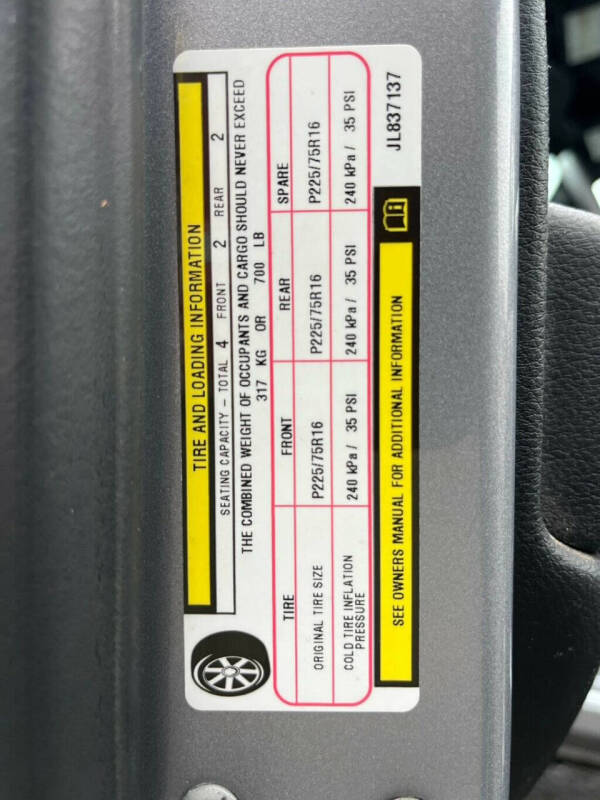 TIRE AND LOADING INFORMATION
SEATING CAPACITY – TOTAL 4 FRONT 2 REAR 2
THE COMBINED WEIGHT OF OCCUPANTS AND CARGO SHOULD NEVER EXCEED
317 KG OR 700 LB
TIRE FRONT REAR SPARE
ORIGINAL TIRE SIZE P225/75R16 P225/75R16 P225/75R16
COLD TIRE INFLATION
PRESSURE 240 kPa / 35 PSI 240 kPa / 35 PSI 240 kPa / 35 PSI
SEE OWNERS MANUAL FOR ADDITIONAL INFORMATION
JL837137